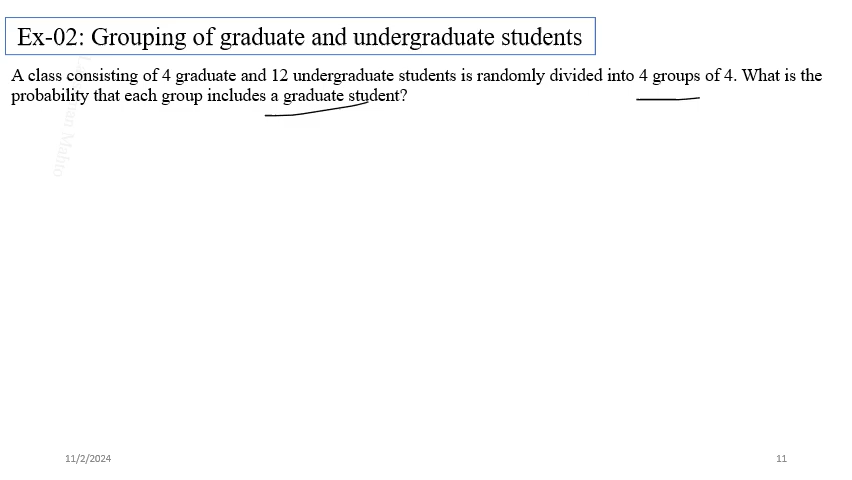 Ex-02: Grouping of graduate and undergraduate students
A class consisting of 4 graduate and 12 undergraduate students is randomly divided into 4 groups of 4. What is the
probability that each group includes a graduate student?
11/2/2024
11